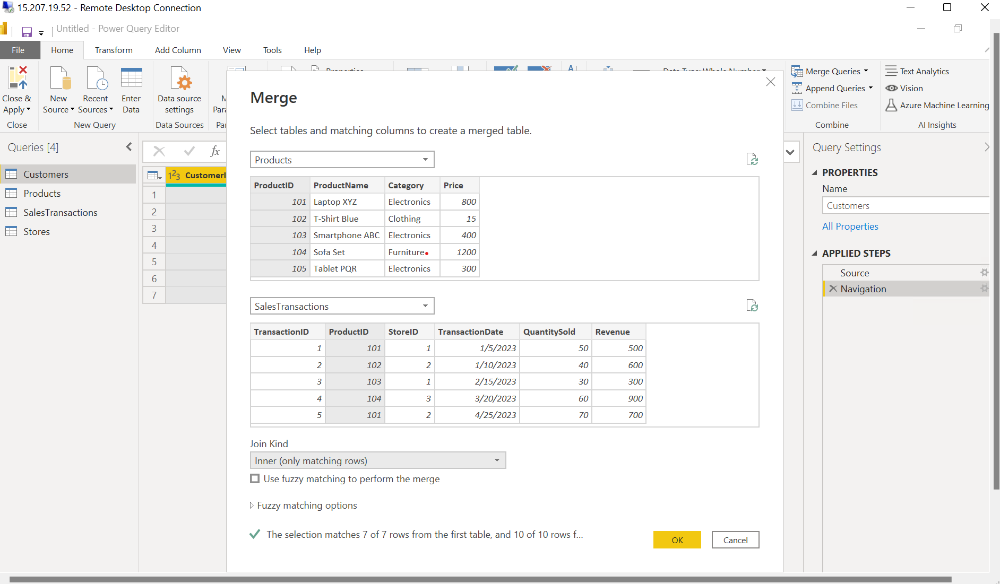 15.207.19.52 - Remote Desktop Connection
Untitled - Power Query Editor
File Home Transform Add Column View Tools Help
Close & Apply
New Source
Recent Sources
Enter Data
Data source settings
Merge Queries
Append Queries
Combine Files
Text Analytics
Vision
Azure Machine Learning
Close
New Query
Data Sources
Combine
AI Insights
Queries [4]
Customers
Products
SalesTransactions
Stores
fx
1 2 3
1
2
3
4
5
6
7
Merge
Select tables and matching columns to create a merged table.
Products
ProductID ProductName Category Price
101 Laptop XYZ Electronics 800
102 T-Shirt Blue Clothing 15
103 Smartphone ABC Electronics 400
104 Sofa Set Furniture 1200
105 Tablet PQR Electronics 300
SalesTransactions
TransactionID ProductID StoreID TransactionDate QuantitySold Revenue
1 101 1 1/5/2023 50 500
2 102 2 1/10/2023 40 600
3 103 1 2/15/2023 30 300
4 104 3 3/20/2023 60 900
5 101 2 4/25/2023 70 700
Join Kind
Inner (only matching rows)
Use fuzzy matching to perform the merge
Fuzzy matching options
The selection matches 7 of 7 rows from the first table, and 10 of 10 rows f...
OK Cancel
Query Settings
PROPERTIES
Name
Customers
All Properties
APPLIED STEPS
Source
Navigation